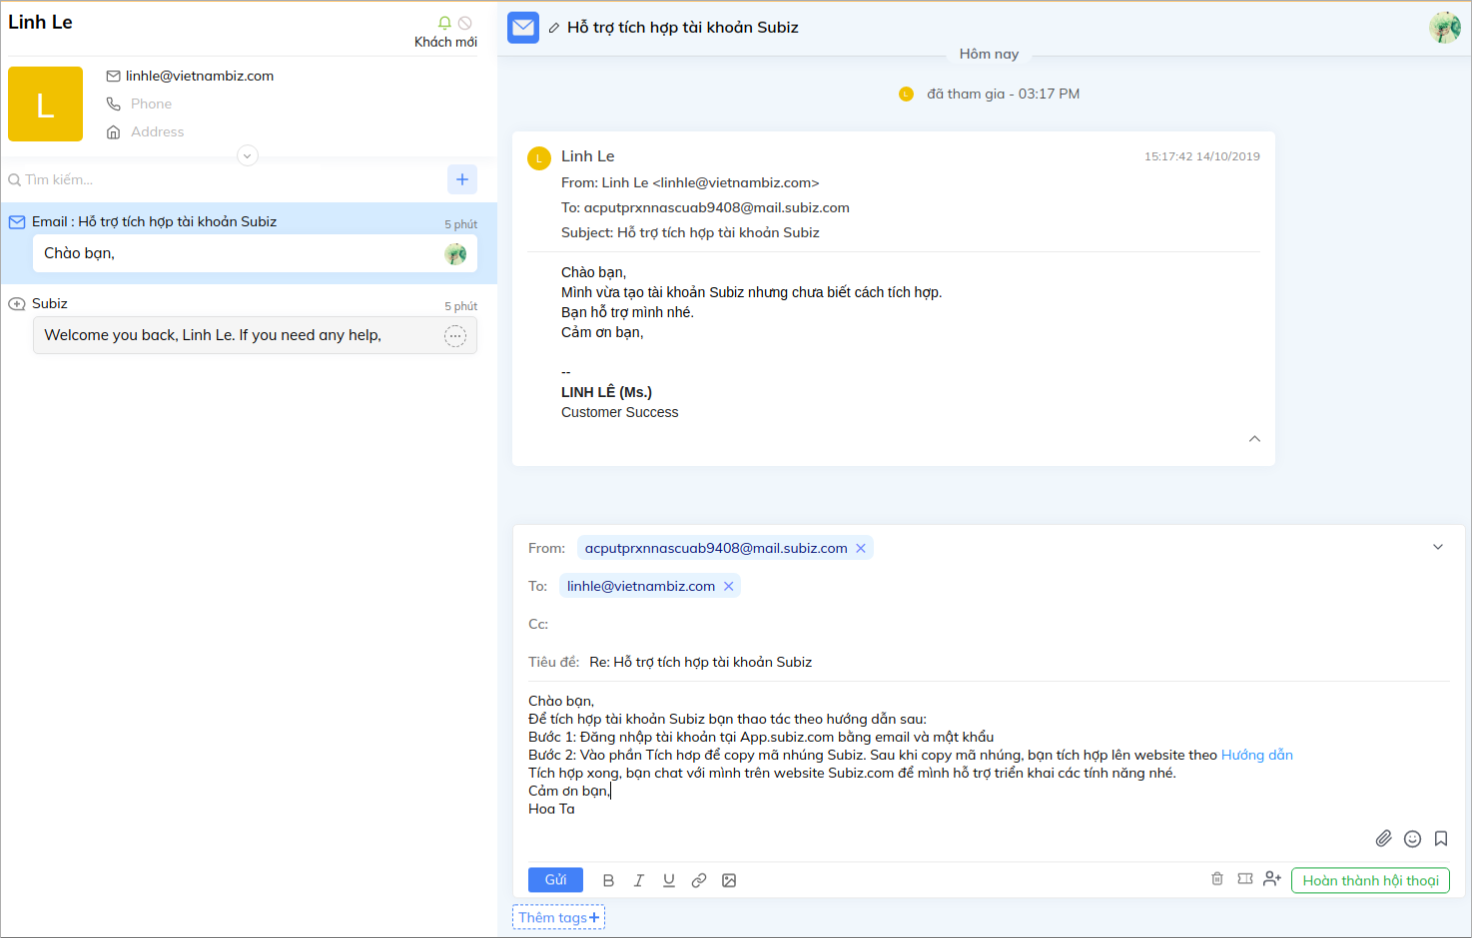 Linh Le
Khách mới
L
linhle@vietnambiz.com
Phone
Address
Tìm kiếm...
+
Email : Hỗ trợ tích hợp tài khoản Subiz
5 phút
Chào bạn,
Subiz
5 phút
Welcome you back, Linh Le. If you need any help,
Hỗ trợ tích hợp tài khoản Subiz
Hôm nay
L đã tham gia - 03:17 PM
L Linh Le
15:17:42 14/10/2019
From: Linh Le <linhle@vietnambiz.com>
To: acputprxnnascuab9408@mail.subiz.com
Subject: Hỗ trợ tích hợp tài khoản Subiz
Chào bạn,
Mình vừa tạo tài khoản Subiz nhưng chưa biết cách tích hợp.
Bạn hỗ trợ mình nhé.
Cảm ơn bạn,
--
LINH LÊ (Ms.)
Customer Success
From: acputprxnnascuab9408@mail.subiz.com
To: linhle@vietnambiz.com
Cc:
Tiêu đề: Re: Hỗ trợ tích hợp tài khoản Subiz
Chào bạn,
Để tích hợp tài khoản Subiz bạn thao tác theo hướng dẫn sau:
Bước 1: Đăng nhập tài khoản tại App.subiz.com bằng email và mật khẩu
Bước 2: Vào phần Tích hơp để copy mã nhúng Subiz. Sau khi copy mã nhúng, bạn tích hợp lên website theo Hướng dẫn
Tích hợp xong, bạn chat với mình trên website Subiz.com để mình hỗ trợ triển khai các tính năng nhé.
Cảm ơn bạn,
Hoa Ta
Gửi B I U
Hoàn thành hội thoại
Thêm tags+